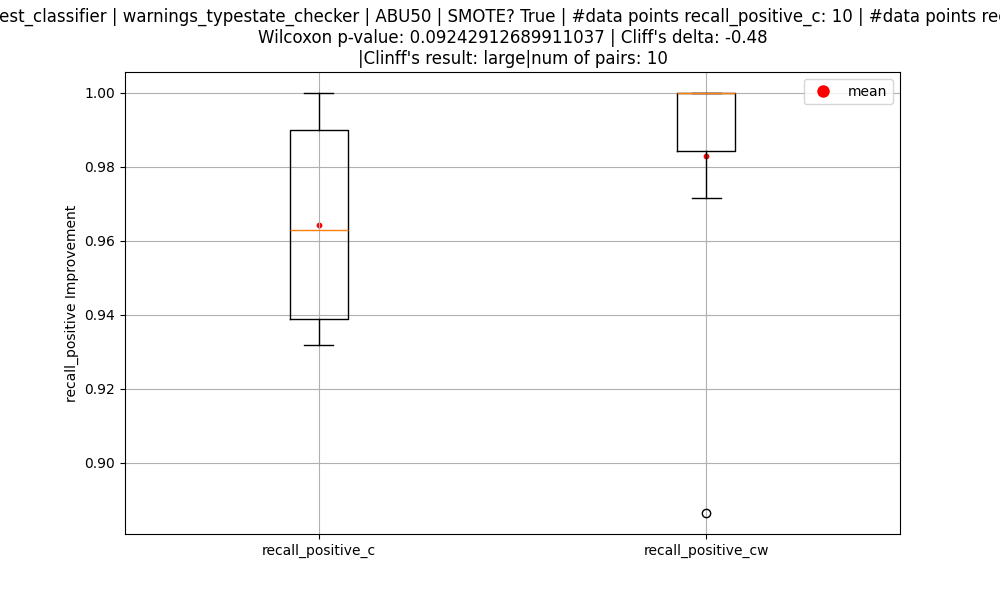 est_classifier | warnings_typestate_checker | ABU50 | SMOTE? True | #data points recall_positive_c: 10 | #data points re
Wilcoxon p-value: 0.09242912689911037 | Cliff's delta: -0.48
|Clinff's result: large|num of pairs: 10
mean
1.00
0.98
0.96
0.94
0.92
0.90
recall_positive Improvement
recall_positive_c
recall_positive_cw